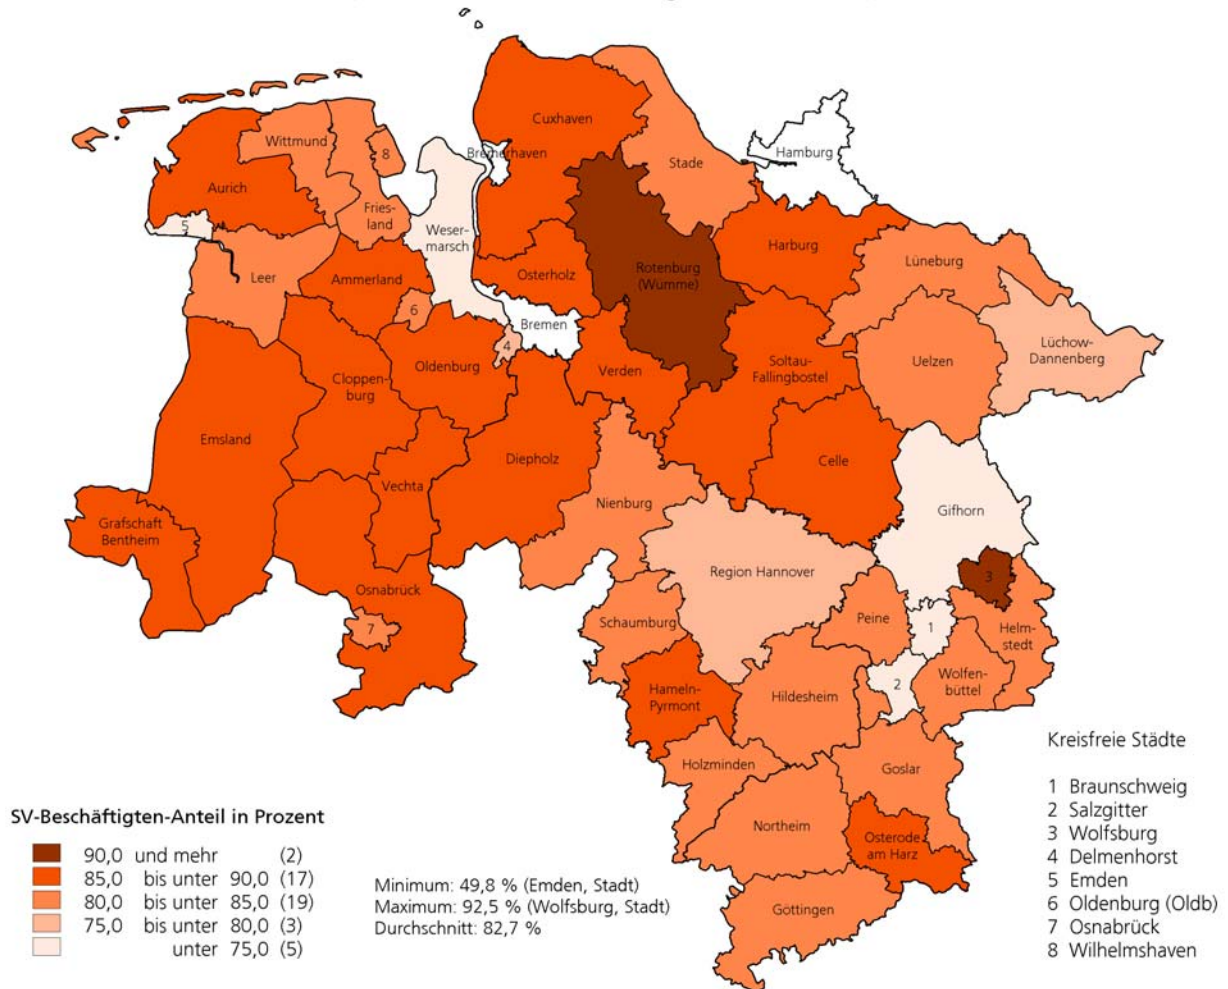 Cuxhaven
Wittmund
8
Bremerhaven
Stade
Hamburg
Aurich
Fries-
land
5
Weser-
marsch
Harburg
Lüneburg
Leer
Ammerland
Osterholz
Rotenburg
(Wümme)
6
Bremen
4
Lüchow-
Dannenberg
Oldenburg
Verden
Soltau-
Fallingbostel
Uelzen
Cloppen-
burg
Emsland
Diepholz
Celle
Vechta
Nienburg
Gifhorn
Grafschaft
Bentheim
Region Hannover
3
Osnabrück
7
Schaumburg
Peine
1
Helm-
stedt
2
Wolfen-
büttel
Hameln-
Pyrmont
Hildesheim
Holzminden
Goslar
Northeim
Osterode
am Harz
Göttingen
Kreisfreie Städte
1 Braunschweig
2 Salzgitter
3 Wolfsburg
4 Delmenhorst
5 Emden
6 Oldenburg (Oldb)
7 Osnabrück
8 Wilhelmshaven
SV-Beschäftigten-Anteil in Prozent
90,0 und mehr (2)
85,0 bis unter 90,0 (17)
80,0 bis unter 85,0 (19)
75,0 bis unter 80,0 (3)
unter 75,0 (5)
Minimum: 49,8 % (Emden, Stadt)
Maximum: 92,5 % (Wolfsburg, Stadt)
Durchschnitt: 82,7 %